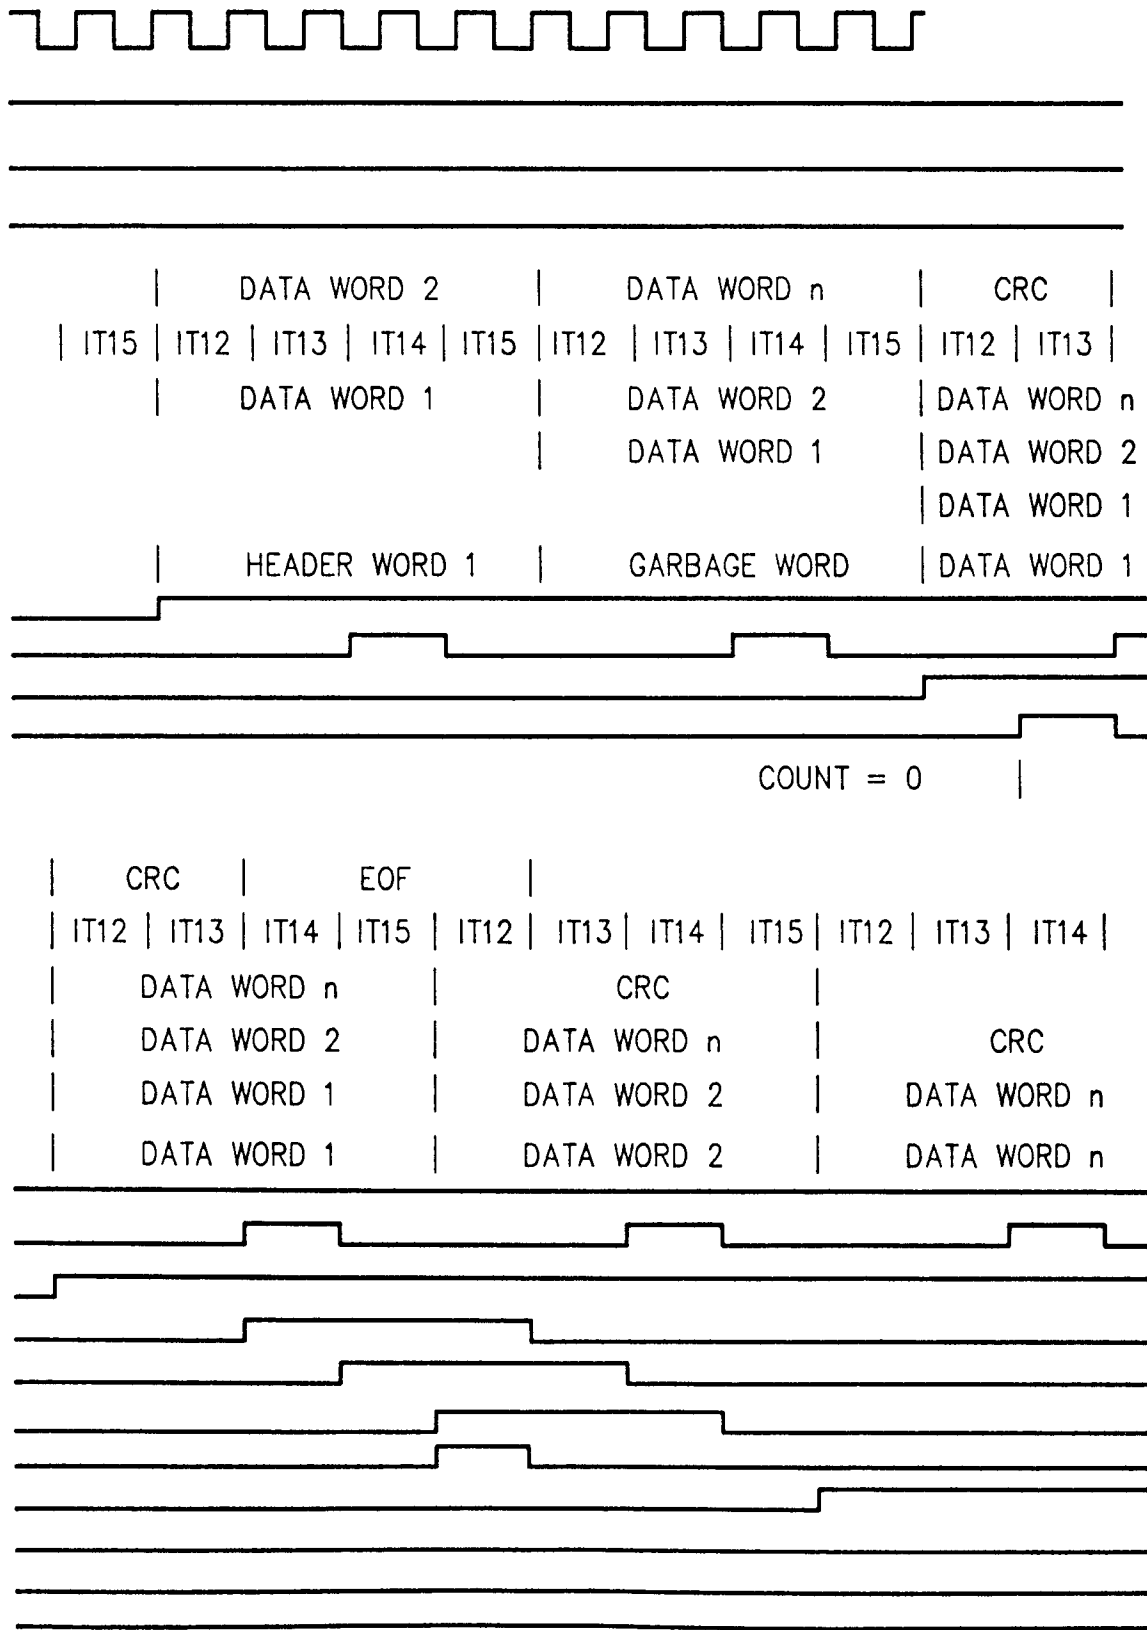 | DATA WORD 2 | DATA WORD n | CRC |
| IT15 | IT12 | IT13 | IT14 | IT15 | IT12 | IT13 | IT14 | IT15 | IT12 | IT13 |
| DATA WORD 1 | DATA WORD 2 | DATA WORD n
| DATA WORD 1 | DATA WORD 2
| DATA WORD 1
| HEADER WORD 1 | GARBAGE WORD | DATA WORD 1
COUNT = 0 |
| CRC | EOF |
| IT12 | IT13 | IT14 | IT15 | IT12 | IT13 | IT14 | IT15 | IT12 | IT13 | IT14 |
| DATA WORD n | CRC |
| DATA WORD 2 | DATA WORD n | CRC
| DATA WORD 1 | DATA WORD 2 | DATA WORD n
| DATA WORD 1 | DATA WORD 2 | DATA WORD n